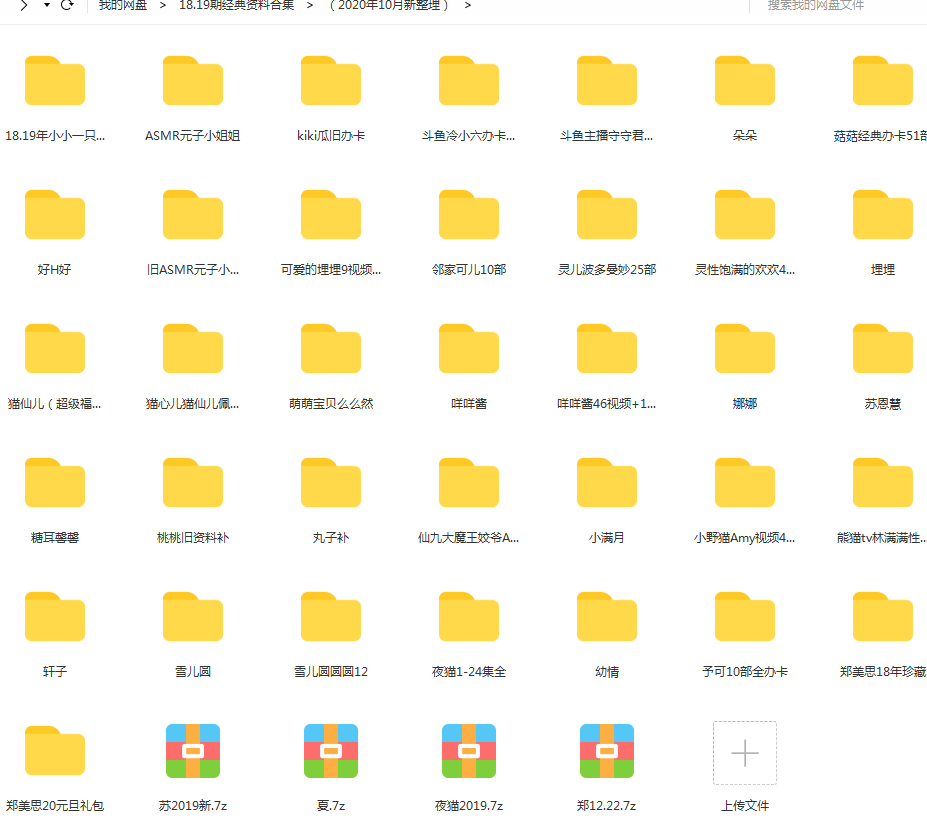 我的网盘 > 18.19期经典资料合集 > （2020年10月新整理） >
搜索我的网盘文件
18.19年小小一只...
ASMR元子小姐姐
kiki瓜旧办卡
斗鱼冷小六办卡...
斗鱼主播守守君...
朵朵
菇菇经典办卡51部
好H好
旧ASMR元子小...
可爱的埋埋9视频...
邻家可儿10部
灵儿波多曼妙25部
灵性饱满的欢欢4...
埋埋
猫仙儿（超级福...
猫心儿猫仙儿佩...
萌萌宝贝么么然
咩咩酱
咩咩酱46视频+1...
娜娜
苏恩慧
糖耳馨馨
桃桃旧资料补
丸子补
仙九大魔王姣爷A...
小满月
小野猫Amy视频4...
熊猫tv林满满性...
轩子
雪儿圆
雪儿圆圆圆12
夜猫1-24集全
幼情
予可10部全办卡
郑美思18年珍藏
郑美思20元旦礼包
苏2019新.7z
夏.7z
夜猫2019.7z
郑12.22.7z
上传文件